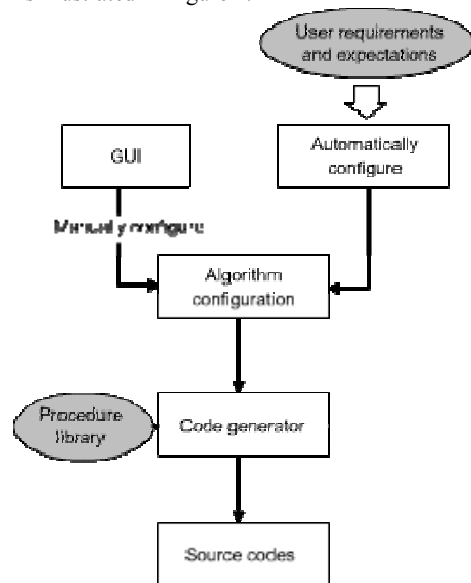 User requirements
and expectations
GUI
Automatically
configure
Manually configure
Algorithm
configuration
Procedure
library
Code generator
Source codes